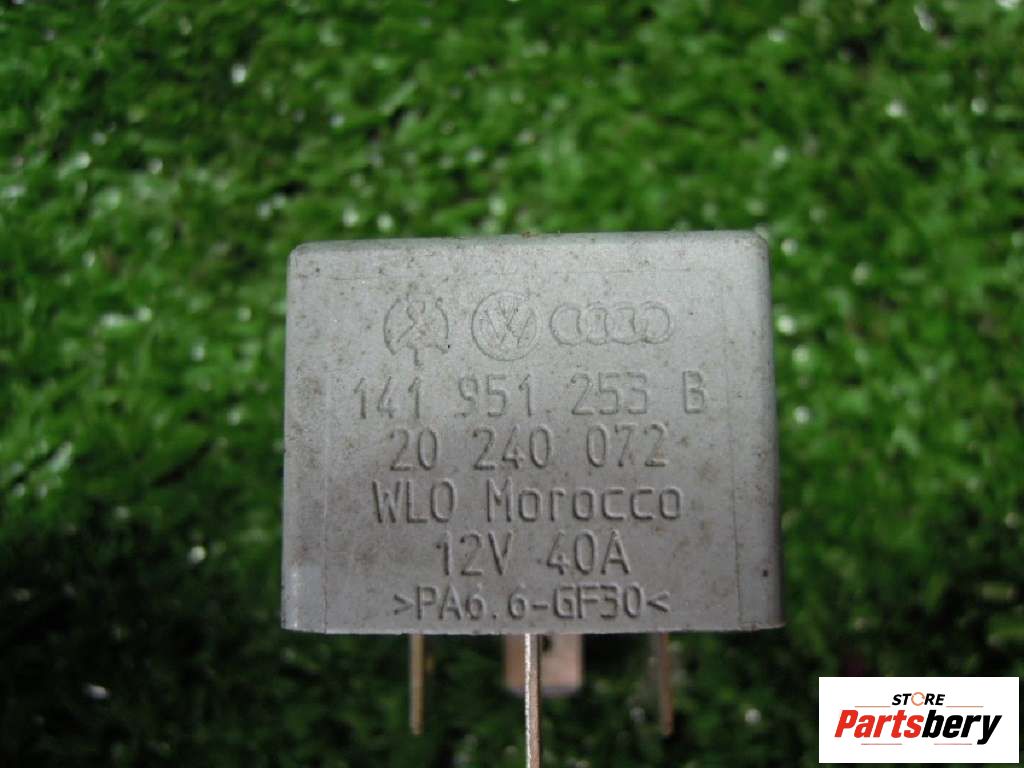 141 951 253 B
20 240 072
WLO Morocco
12V 40A
>PA6.6-GF30<
STORE
Partsbery